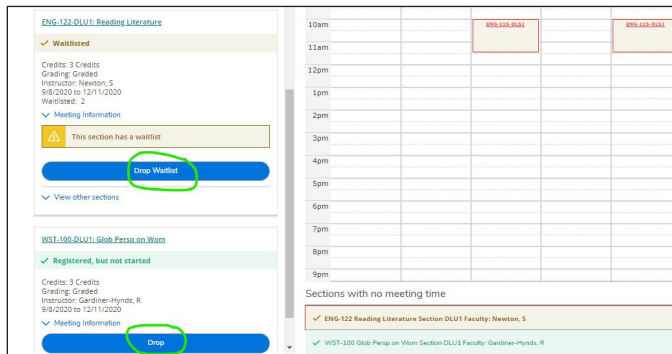 ENG-122-DLU1: Reading Literature
✓ Waitlisted
Credits: 3 Credits
Grading: Graded
Instructor: Newton, S
9/8/2020 to 12/11/2020
Waitlisted: 2
Meeting Information
This section has a waitlist
Drop Waitlist
View other sections
WST-100-DLU1: Glob Persp on Wom
✓ Registered, but not started
Credits: 3 Credits
Grading: Graded
Instructor: Gardiner-Hynds, R
9/8/2020 to 12/11/2020
Meeting Information
Drop
10am
ENG-115-DLS1
ENG-115-DLS1
11am
12pm
1pm
2pm
3pm
4pm
5pm
6pm
7pm
8pm
9pm
Sections with no meeting time
✓ ENG-122 Reading Literature Section DLU1 Faculty: Newton, S
✓ WST-100 Glob Persp on Wom Section DLU1 Faculty: Gardiner-Hynds, R